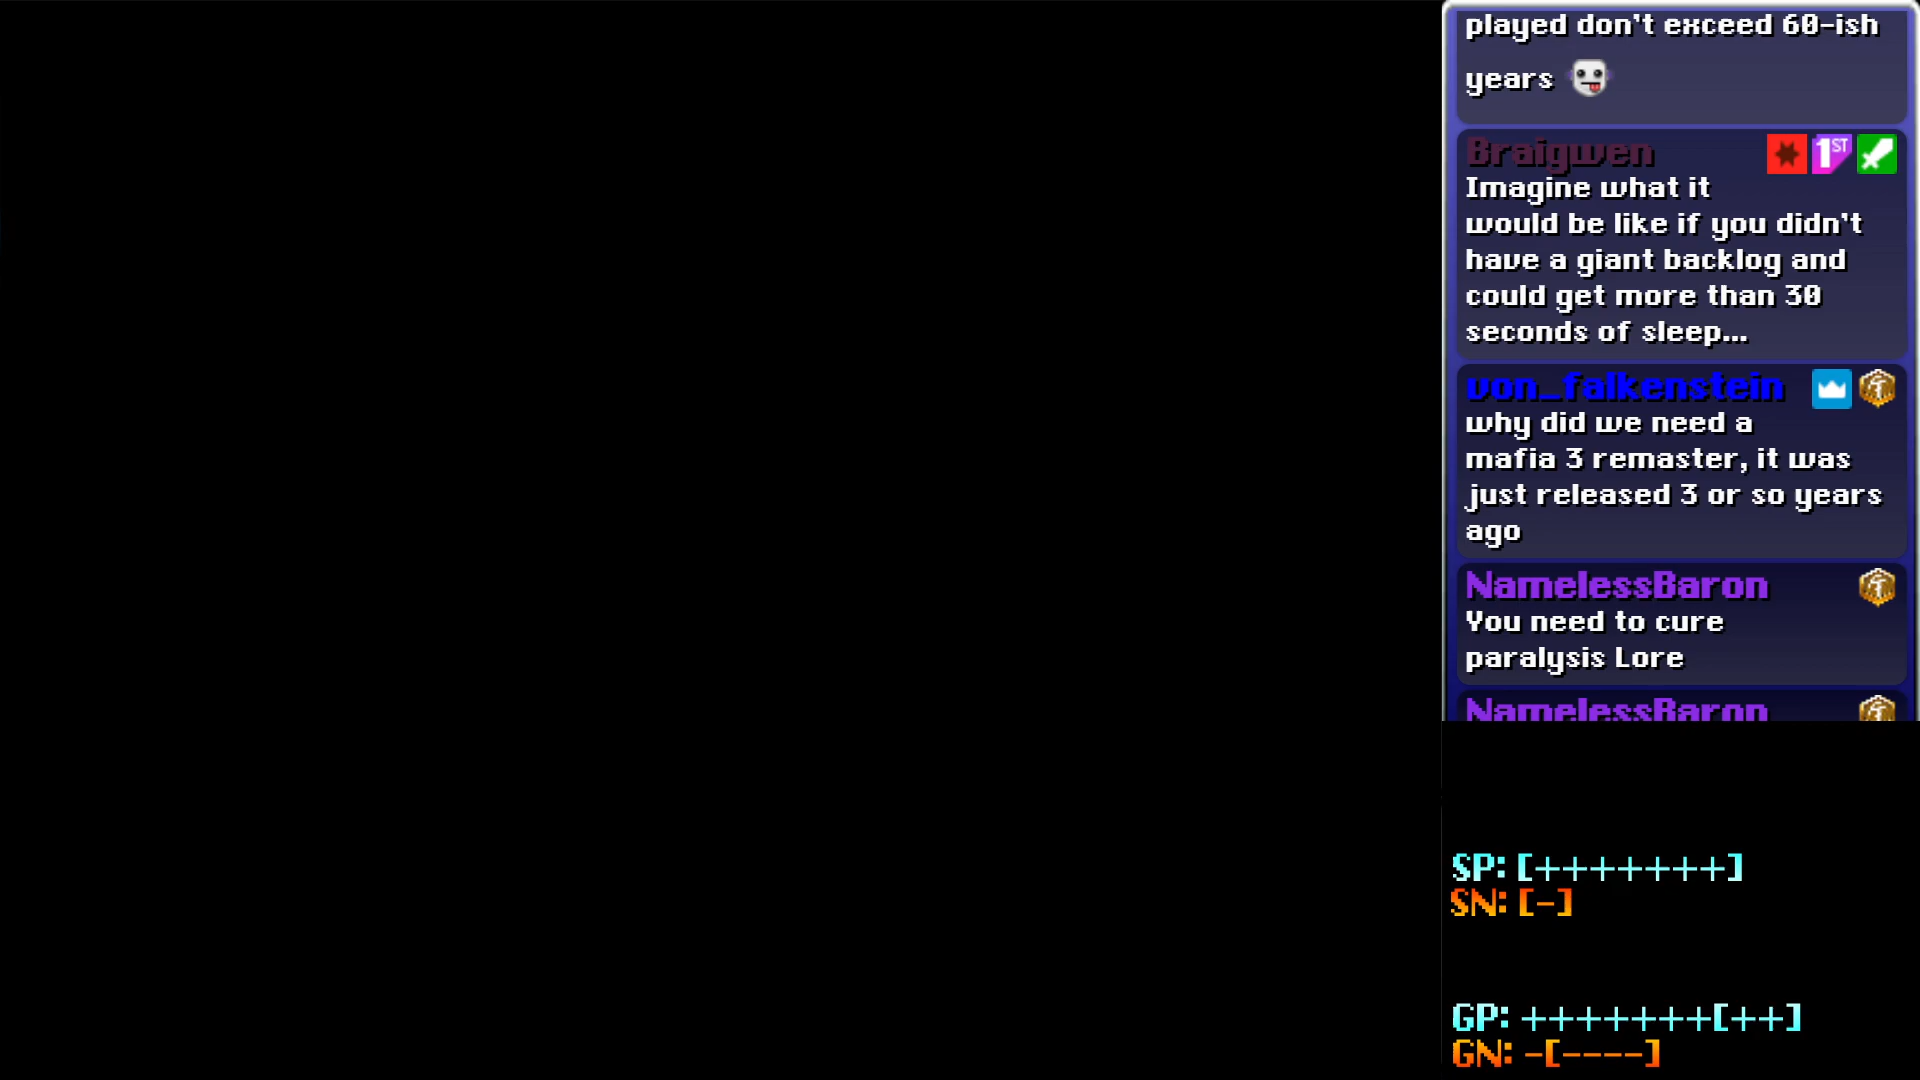 played don't exceed 60-ish
years
Braigwen
1ST
Imagine what it
would be like if you didn't
have a giant backlog and
could get more than 30
seconds of sleep...
von_falkenstein
why did we need a
mafia 3 remaster, it was
just released 3 or so years
ago
NamelessBaron
You need to cure
paralysis Lore
NamelessBaron
SP: [+++++++]
SN: [-]
GP: +++++++[++]
GN: -[----]